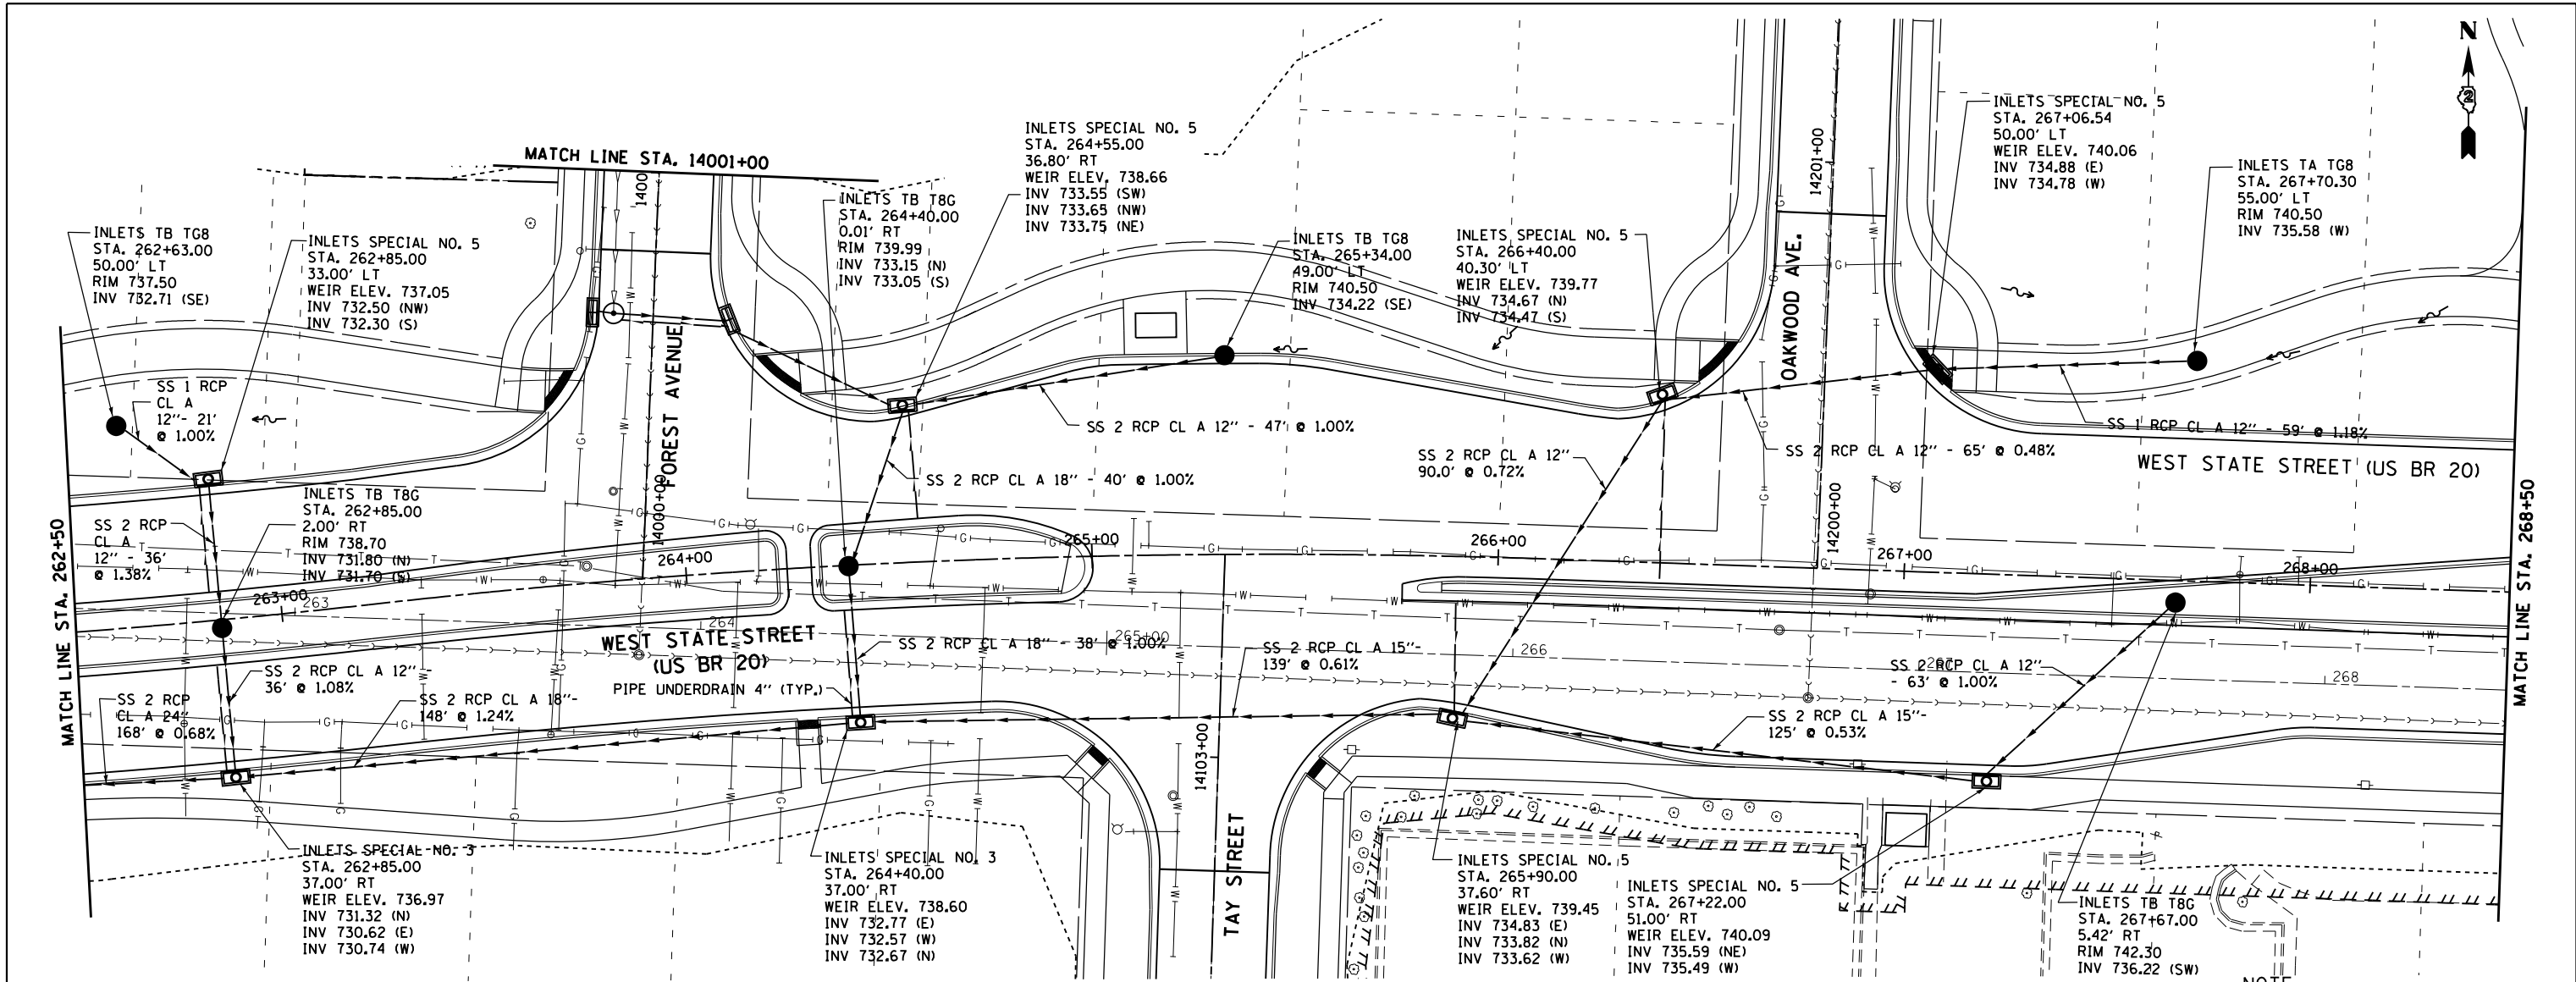 N
2
MATCH LINE STA. 14001+00
INLETS TB TG8
STA. 262+63.00
50.00' LT
RIM 737.50
INV 732.71 (SE)
INLETS SPECIAL NO. 5
STA. 262+85.00
33.00' LT
WEIR ELEV. 737.05
INV 732.50 (NW)
INV 732.30 (S)
1400
INLETS TB T8G
STA. 264+40.00
0.01' RT
RIM 739.99
INV 733.15 (N)
INV 733.05 (S)
INLETS SPECIAL NO. 5
STA. 264+55.00
36.80' RT
WEIR ELEV. 738.66
INV 733.55 (SW)
INV 733.65 (NW)
INV 733.75 (NE)
INLETS TB TG8
STA. 265+34.00
49.00' LT
RIM 740.50
INV 734.22 (SE)
INLETS SPECIAL NO. 5
STA. 266+40.00
40.30' LT
WEIR ELEV. 739.77
INV 734.67 (N)
INV 734.47 (S)
14201+00
OAKWOOD AVE.
14200+00
INLETS SPECIAL NO. 5
STA. 267+06.54
50.00' LT
WEIR ELEV. 740.06
INV 734.88 (E)
INV 734.78 (W)
INLETS TA TG8
STA. 267+70.30
55.00' LT
RIM 740.50
INV 735.58 (W)
SS 1 RCP
CL A
12"- 21'
@ 1.00%
FOREST AVENUE
14000+00
SS 2 RCP CL A 12" - 47' @ 1.00%
SS 2 RCP CL A 18" - 40' @ 1.00%
SS 2 RCP CL A 12"
90.0' @ 0.72%
SS 2 RCP CL A 12" - 65' @ 0.48%
SS 1 RCP CL A 12" - 59' @ 1.18%
WEST STATE STREET (US BR 20)
MATCH LINE STA. 262+50
MATCH LINE STA. 268+50
SS 2 RCP
CL A
12" - 36'
@ 1.38%
INLETS TB T8G
STA. 262+85.00
2.00' RT
RIM 738.70
INV 731.80 (N)
INV 731.70 (S)
263+00
264+00
265+00
266+00
267+00
268+00
263
264
265+00
266
268
WEST STATE STREET
(US BR 20)
PIPE UNDERDRAIN 4" (TYP.)
SS 2 RCP CL A 18" - 38' @ 1.00%
SS 2 RCP CL A 15"-
139' @ 0.61%
SS 2 RCP CL A 12"
- 63' @ 1.00%
SS 2 RCP CL A 12"
36' @ 1.08%
SS 2 RCP
CL A 24"
168' @ 0.68%
SS 2 RCP CL A 18"-
148' @ 1.24%
SS 2 RCP CL A 15"-
125' @ 0.53%
14103+00
TAY STREET
INLETS SPECIAL NO. 3
STA. 262+85.00
37.00' RT
WEIR ELEV. 736.97
INV 731.32 (N)
INV 730.62 (E)
INV 730.74 (W)
INLETS SPECIAL NO. 3
STA. 264+40.00
37.00' RT
WEIR ELEV. 738.60
INV 732.77 (E)
INV 732.57 (W)
INV 732.67 (N)
INLETS SPECIAL NO. 5
STA. 265+90.00
37.60' RT
WEIR ELEV. 739.45
INV 734.83 (E)
INV 733.82 (N)
INV 733.62 (W)
INLETS SPECIAL NO. 5
STA. 267+22.00
51.00' RT
WEIR ELEV. 740.09
INV 735.59 (NE)
INV 735.49 (W)
INLETS TB T8G
STA. 267+67.00
5.42' RT
RIM 742.30
INV 736.22 (SW)